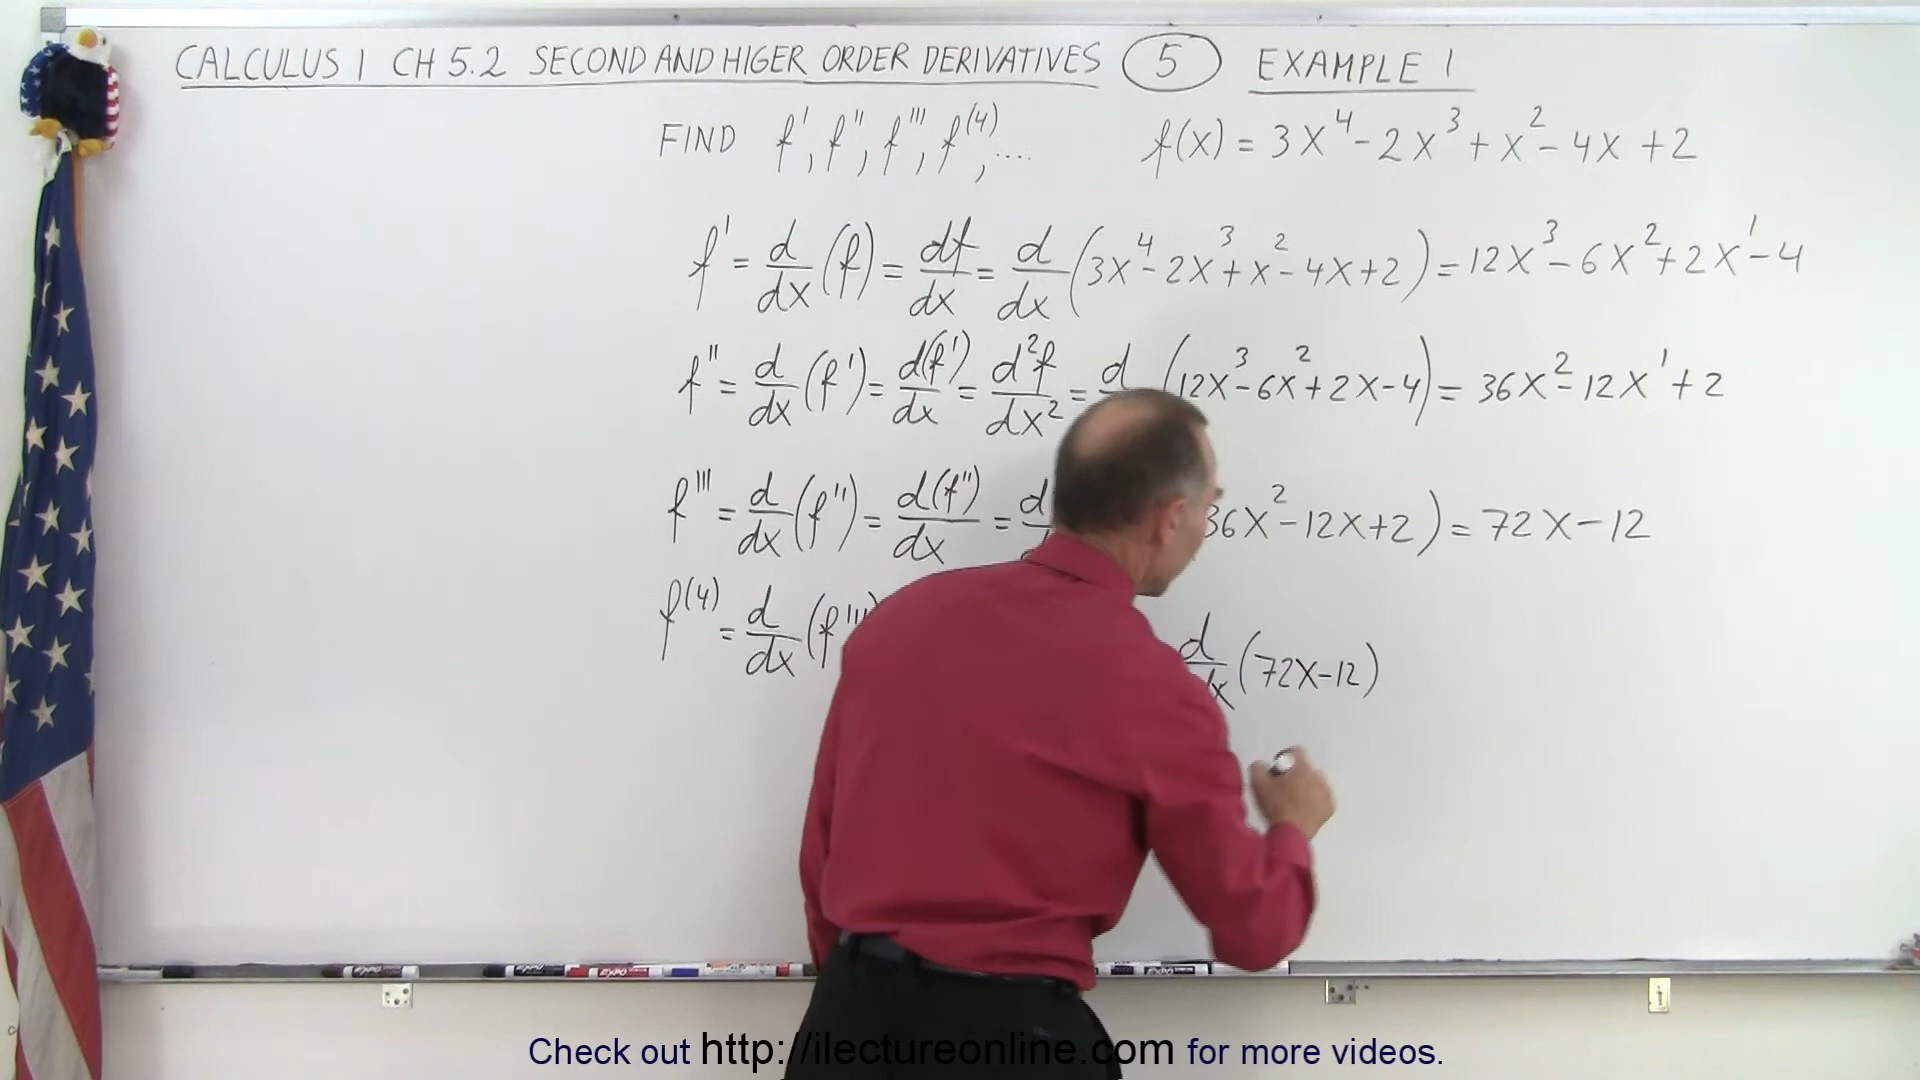 CALCULUS 1 CH 5.2 SECOND AND HIGER ORDER DERIVATIVES 5 EXAMPLE 1
FIND f', f'', f''', f⁽⁴⁾, .... f(x) = 3x⁴ - 2x³ + x² - 4x + 2
f' = d/dx (f) = df/dx = d/dx (3x⁴ - 2x³ + x² - 4x + 2) = 12x³ - 6x² + 2x¹ - 4
f'' = d/dx (f') = d(f')/dx = d²f/dx² = d (12x³ - 6x² + 2x - 4) = 36x² - 12x¹ + 2
f''' = d/dx (f'') = d(f'')/dx = d 36x² - 12x + 2) = 72x - 12
f⁽⁴⁾ = d/dx (f''' d/dx (72x - 12)
Check out http://ilectureonline.com for more videos.